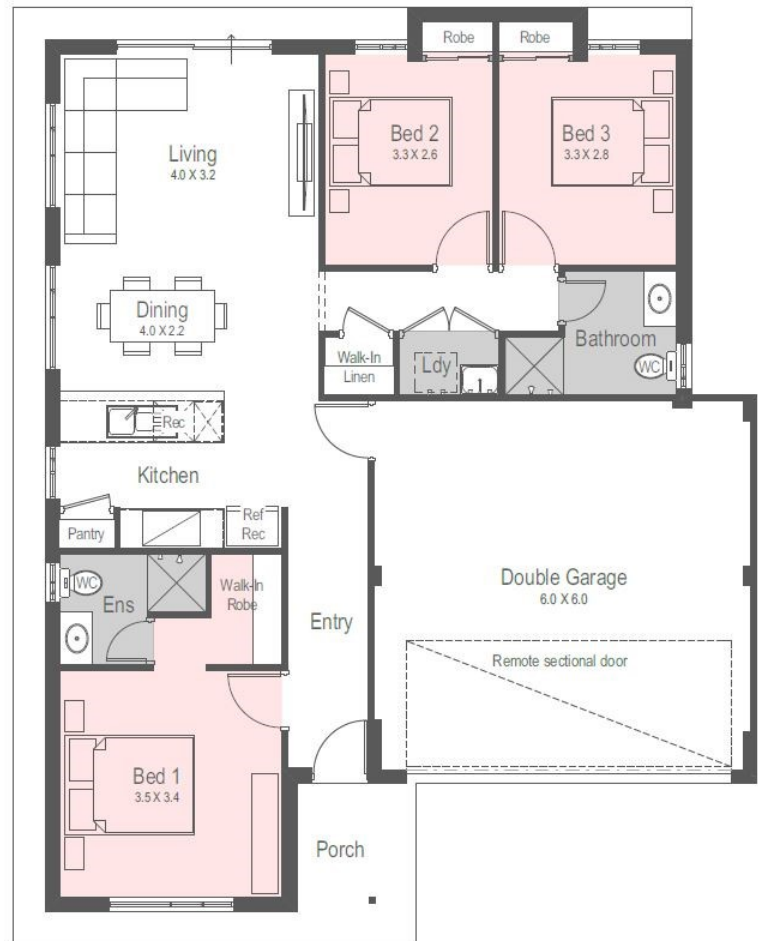 Robe
Robe
Living
4.0 X 3.2
Bed 2
3.3 X 2.6
Bed 3
3.3 X 2.8
Dining
4.0 X 2.2
Walk-In
Linen
Ldy
Bathroom
WC
Rec
Kitchen
Pantry
Ref
Rec
WC
Ens
Walk-In
Robe
Entry
Double Garage
6.0 X 6.0
Remote sectional door
Bed 1
3.5 X 3.4
Porch